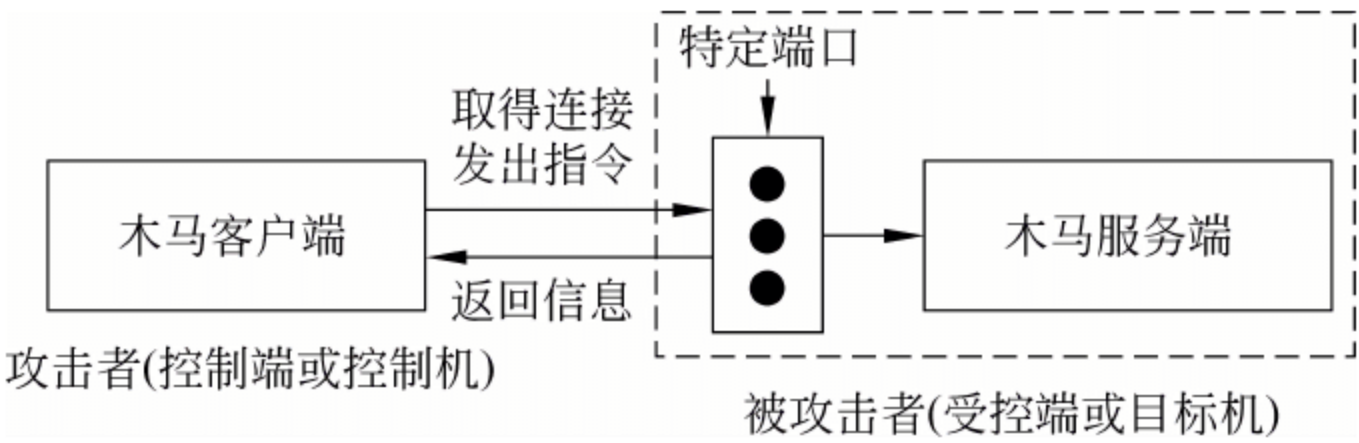 特定端口
取得连接
发出指令
木马客户端
木马服务端
返回信息
攻击者(控制端或控制机)
被攻击者(受控端或目标机)